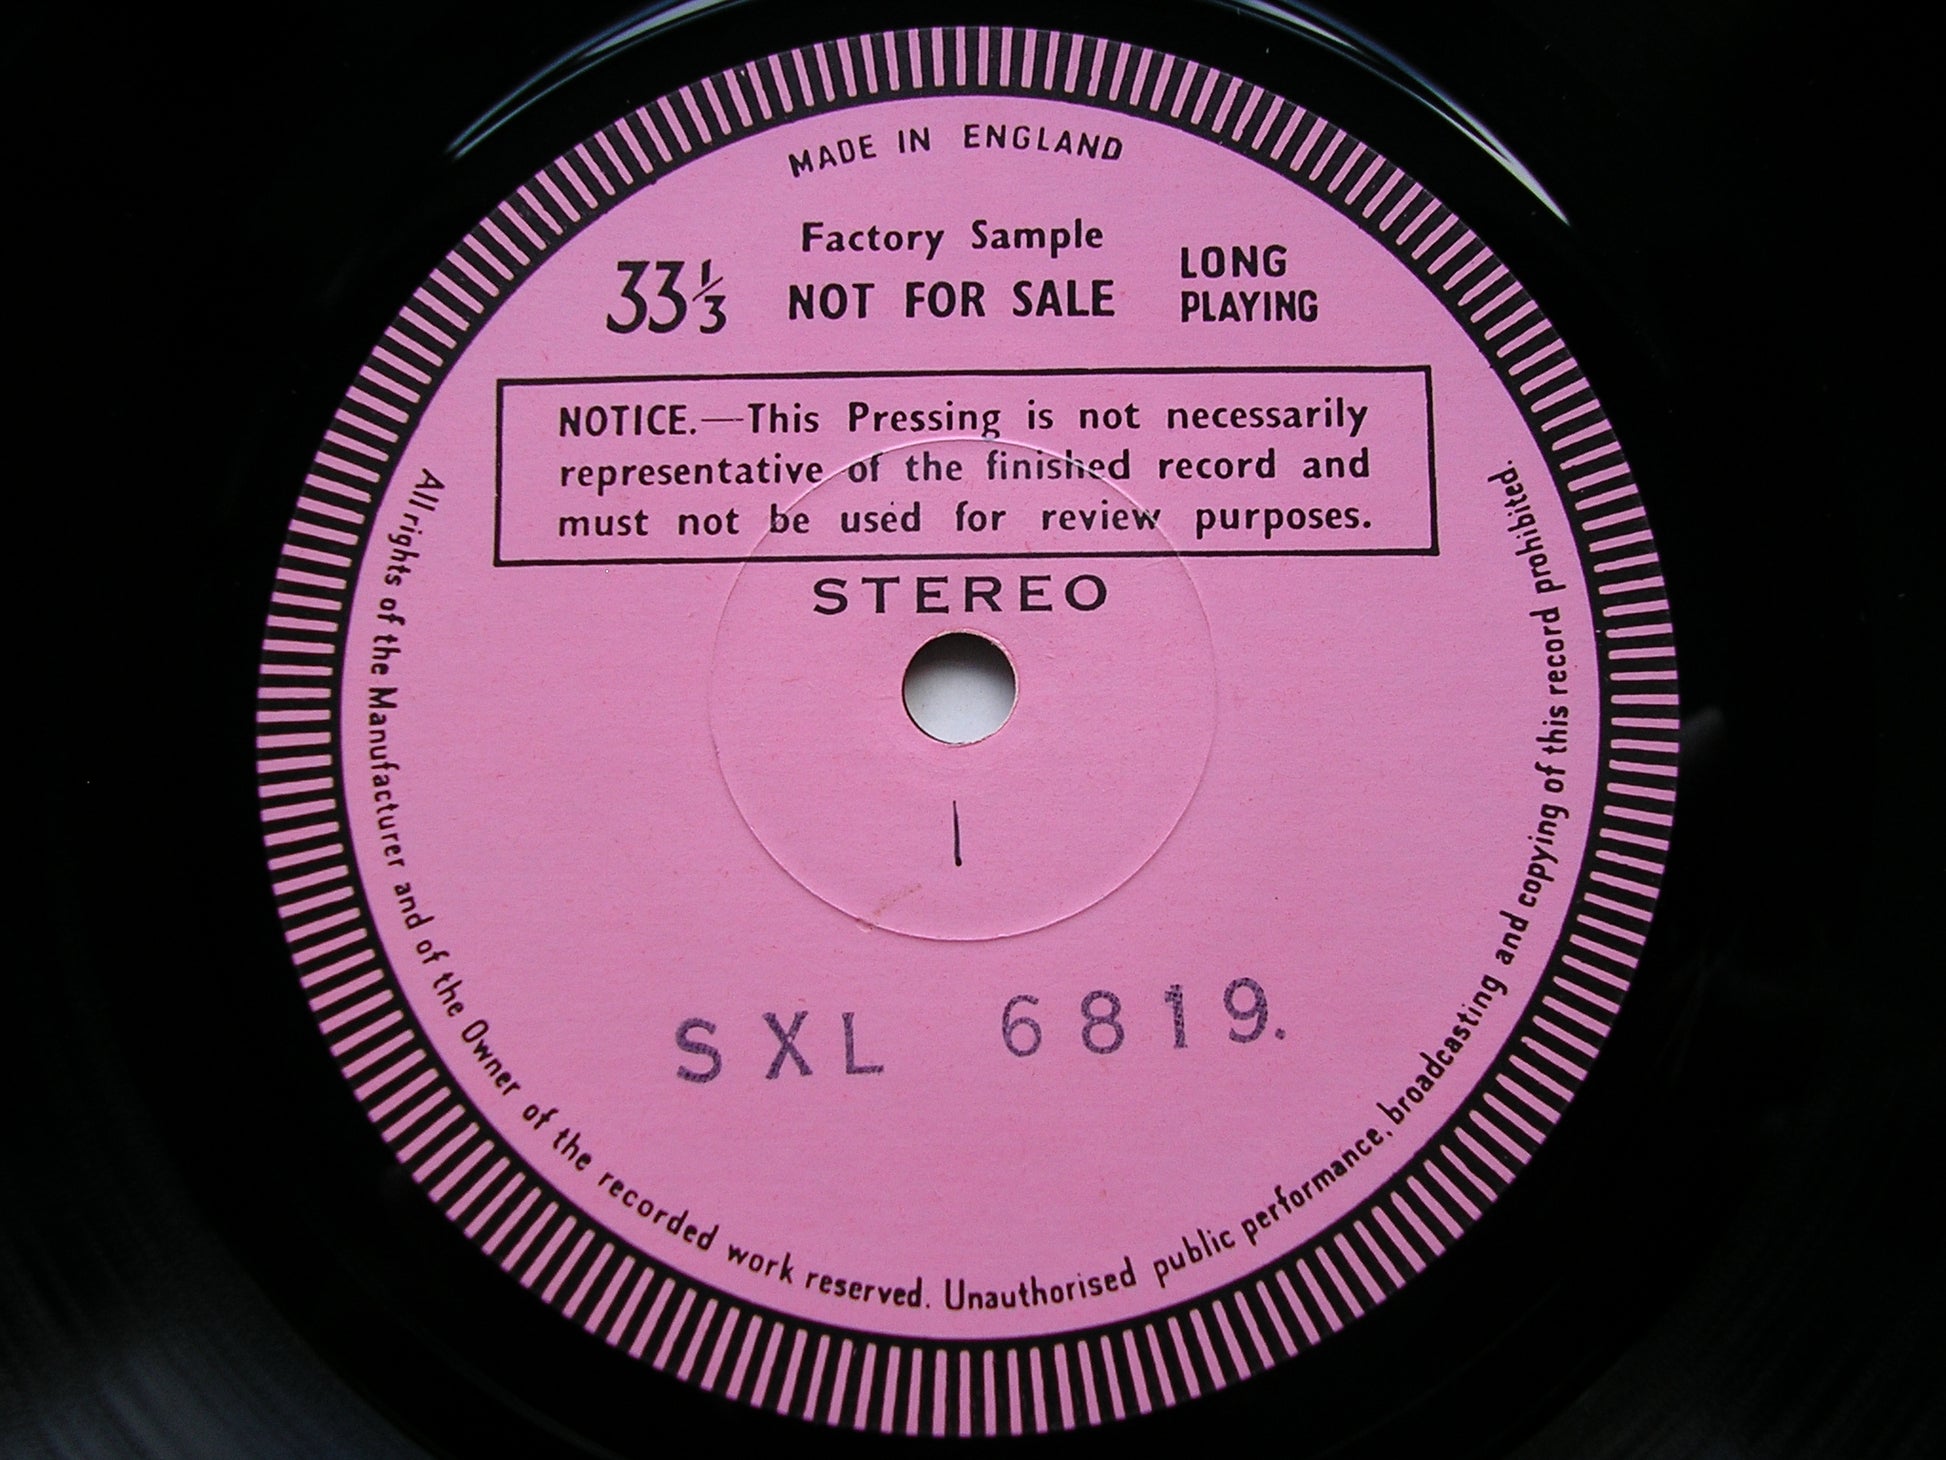 MADE IN ENGLAND
Factory Sample
33⅓ NOT FOR SALE
LONG
PLAYING
NOTICE.—This Pressing is not necessarily
representative of the finished record and
must not be used for review purposes.
STEREO
1
SXL 6819.
All rights of the Manufacturer and of the Owner of the recorded work reserved. Unauthorised public performance, broadcasting and copying of this record prohibited.